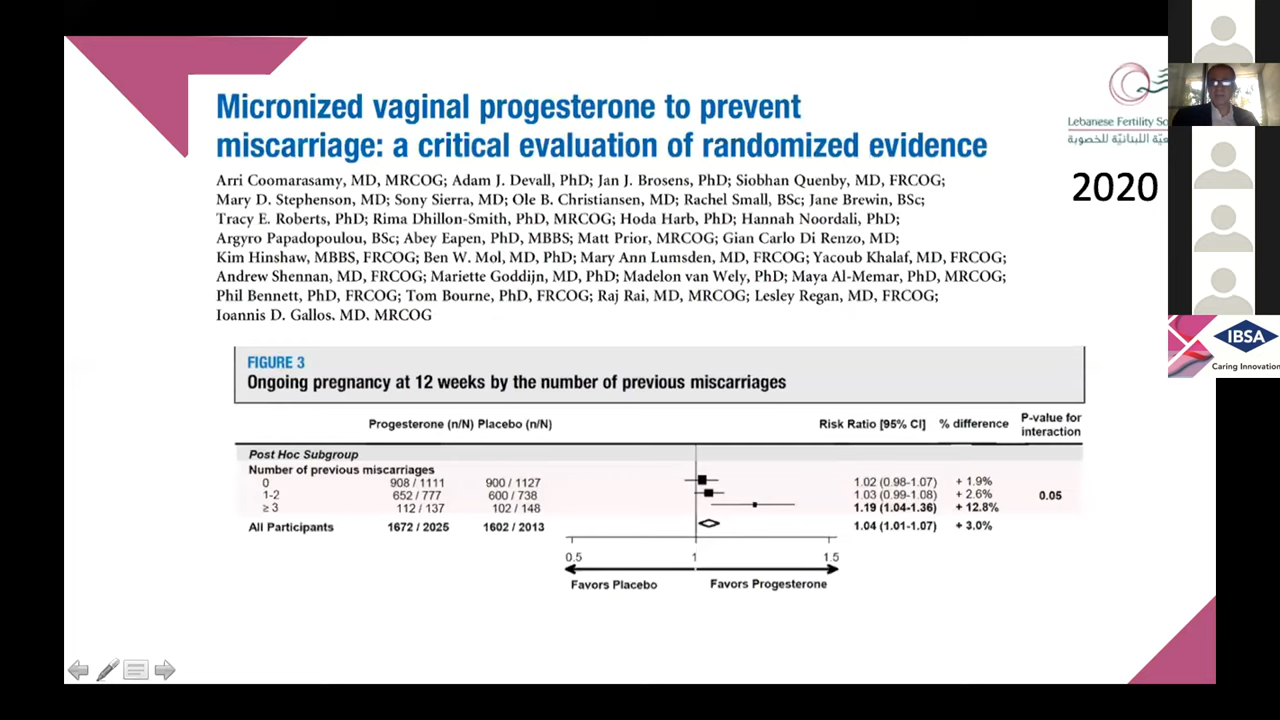 Micronized vaginal progesterone to prevent
miscarriage: a critical evaluation of randomized evidence
Arri Coomarasamy, MD, MRCOG; Adam J. Devall, PhD; Jan J. Brosens, PhD; Siobhan Quenby, MD, FRCOG;
Mary D. Stephenson, MD; Sony Sierra, MD; Ole B. Christiansen, MD; Rachel Small, BSc; Jane Brewin, BSc;
Tracy E. Roberts, PhD; Rima Dhillon-Smith, PhD, MRCOG; Hoda Harb, PhD; Hannah Noordali, PhD;
Argyro Papadopoulou, BSc; Abey Eapen, PhD, MBBS; Matt Prior, MRCOG; Gian Carlo Di Renzo, MD;
Kim Hinshaw, MBBS, FRCOG; Ben W. Mol, MD, PhD; Mary Ann Lumsden, MD, FRCOG; Yacoub Khalaf, MD, FRCOG;
Andrew Shennan, MD, FRCOG; Mariette Goddijn, MD, PhD; Madelon van Wely, PhD; Maya Al-Memar, PhD, MRCOG;
Phil Bennett, PhD, FRCOG; Tom Bourne, PhD, FRCOG; Raj Rai, MD, MRCOG; Lesley Regan, MD, FRCOG;
Ioannis D. Gallos, MD, MRCOG
Lebanese Fertility So
2020
IBSA
Caring Innovation
FIGURE 3
Ongoing pregnancy at 12 weeks by the number of previous miscarriages
Progesterone (n/N) Placebo (n/N) Risk Ratio [95% CI] % difference P-value for interaction
Post Hoc Subgroup
Number of previous miscarriages
0 908 / 1111 900 / 1127 1.02 (0.98-1.07) + 1.9%
1-2 652 / 777 600 / 738 1.03 (0.99-1.08) + 2.6% 0.05
≥ 3 112 / 137 102 / 148 1.19 (1.04-1.36) + 12.8%
All Participants 1672 / 2025 1602 / 2013 1.04 (1.01-1.07) + 3.0%
0.5 1 1.5
Favors Placebo Favors Progesterone